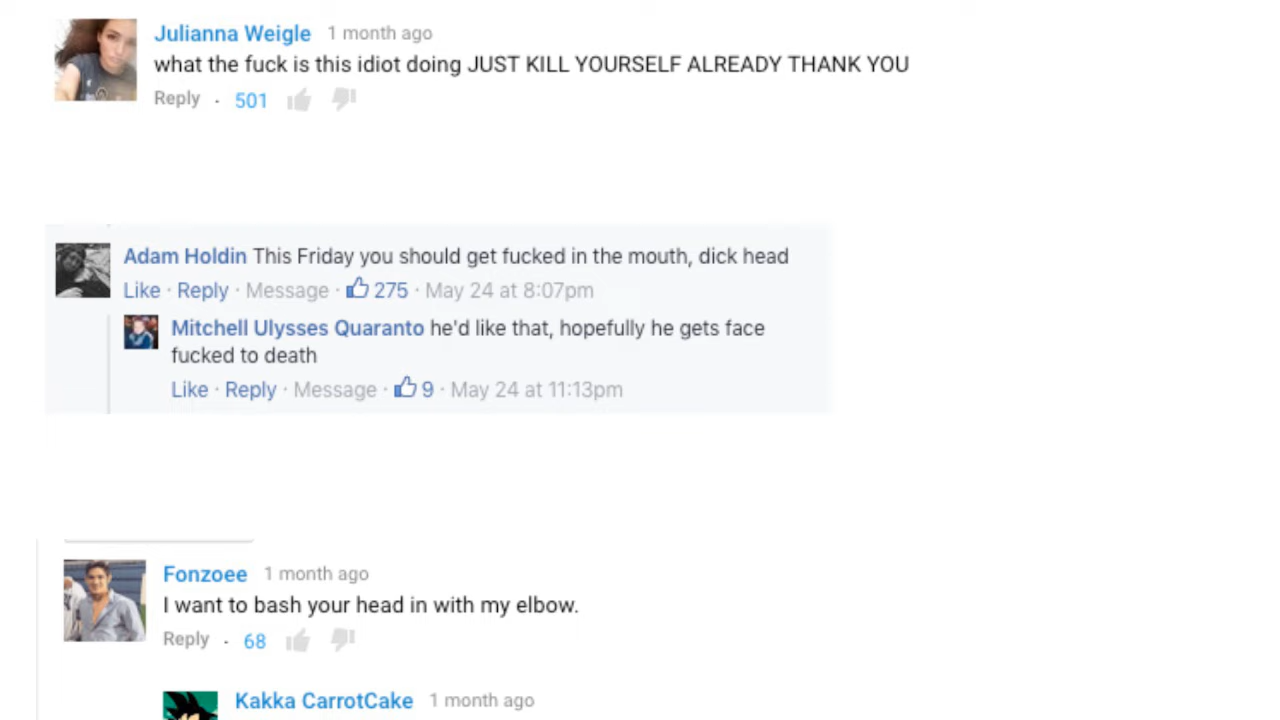 Julianna Weigle 1 month ago
what the fuck is this idiot doing JUST KILL YOURSELF ALREADY THANK YOU
Reply · 501
Adam Holdin This Friday you should get fucked in the mouth, dick head
Like · Reply · Message · 275 · May 24 at 8:07pm
Mitchell Ulysses Quaranto he'd like that, hopefully he gets face
fucked to death
Like · Reply · Message · 9 · May 24 at 11:13pm
Fonzoee 1 month ago
I want to bash your head in with my elbow.
Reply · 68
Kakka CarrotCake 1 month ago